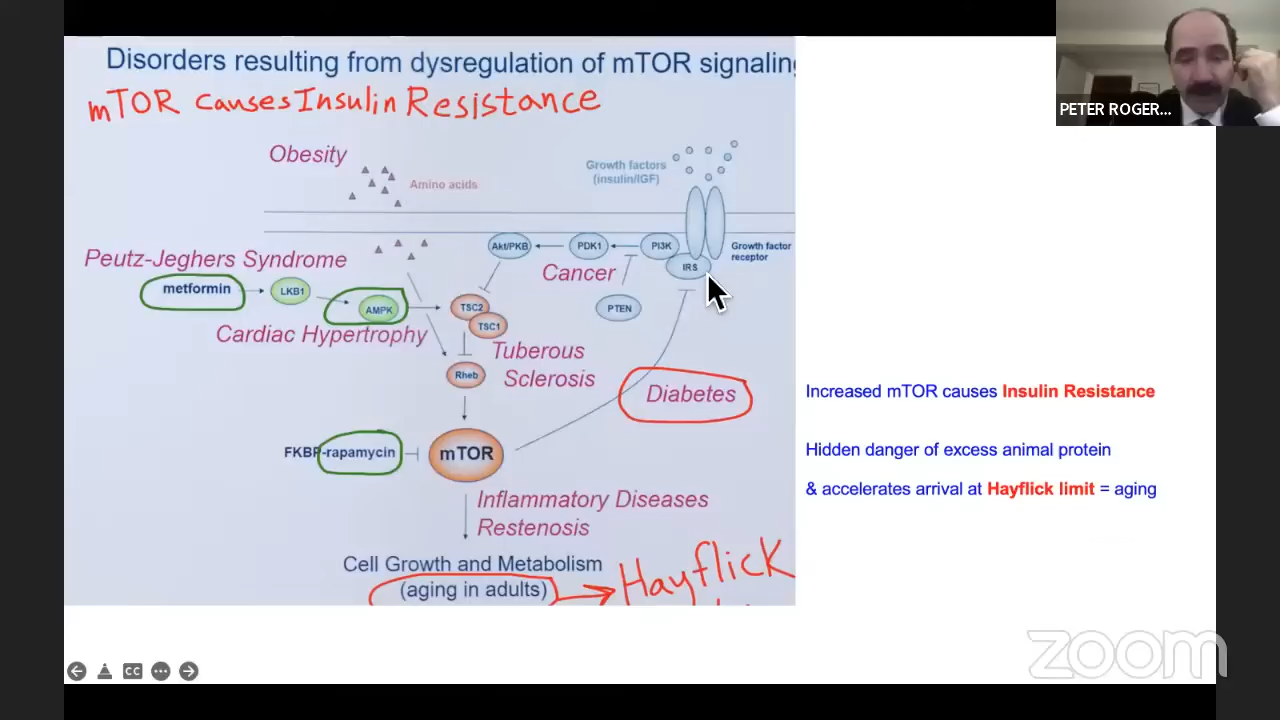 Disorders resulting from dysregulation of mTOR signaling
mTOR causes Insulin Resistance
PETER ROGER...
Obesity
Amino acids
Growth factors
(insulin/IGF)
Akt/PKB
PDK1
PI3K
Growth factor
receptor
IRS
Peutz-Jeghers Syndrome
Cancer
metformin
LKB1
AMPK
TSC2
TSC1
PTEN
Cardiac Hypertrophy
Tuberous
Sclerosis
Rheb
Diabetes
FKBP-rapamycin
mTOR
Inflammatory Diseases
Restenosis
Cell Growth and Metabolism
(aging in adults)
Hayflick
Increased mTOR causes Insulin Resistance
Hidden danger of excess animal protein
& accelerates arrival at Hayflick limit = aging
CC
zoom